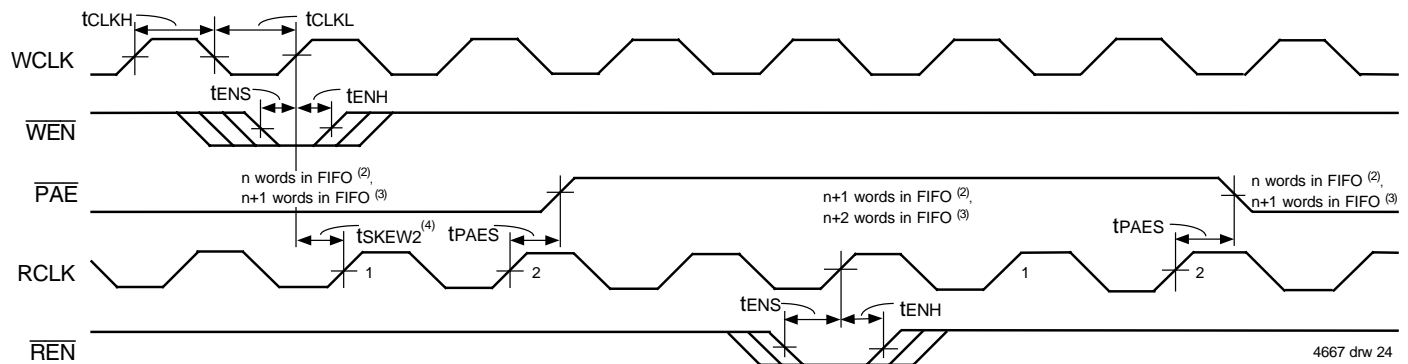 tCLKH
tCLKL
WCLK
tENS
tENH
WEN
PAE
n words in FIFO (2),
n+1 words in FIFO (3)
n+1 words in FIFO (2),
n+2 words in FIFO (3)
n words in FIFO (2),
n+1 words in FIFO (3)
tSKEW2(4)
tPAES
tPAES
RCLK
1
2
1
2
tENS
tENH
REN
4667 drw 24